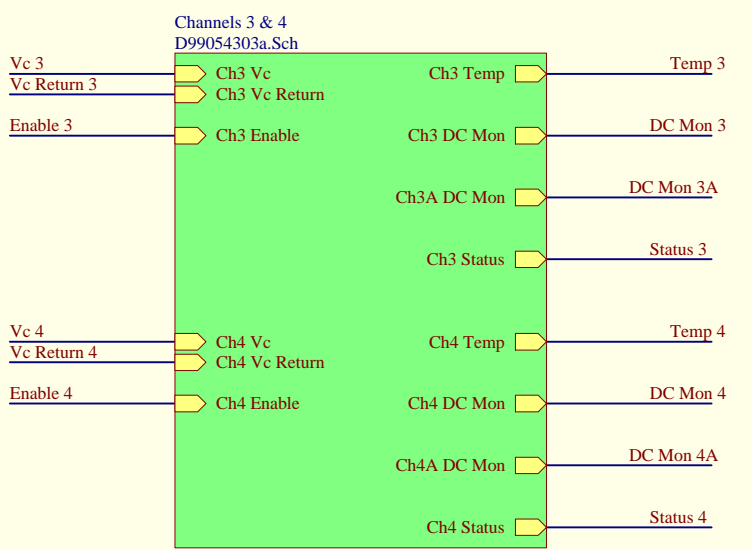 Channels 3 & 4
D99054303a.Sch
Vc 3
Ch3 Vc
Ch3 Temp
Temp 3
Vc Return 3
Ch3 Vc Return
Enable 3
Ch3 Enable
Ch3 DC Mon
DC Mon 3
Ch3A DC Mon
DC Mon 3A
Ch3 Status
Status 3
Vc 4
Ch4 Vc
Ch4 Temp
Temp 4
Vc Return 4
Ch4 Vc Return
Enable 4
Ch4 Enable
Ch4 DC Mon
DC Mon 4
Ch4A DC Mon
DC Mon 4A
Ch4 Status
Status 4